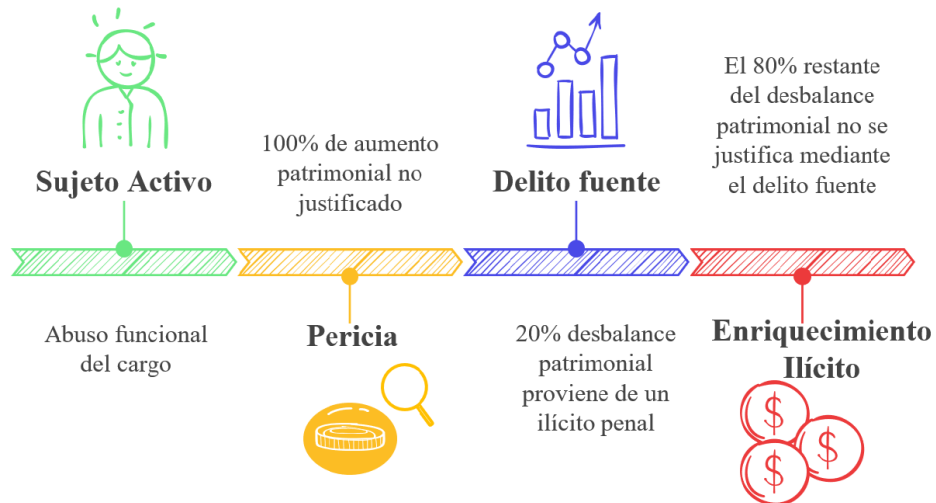 Sujeto Activo
Abuso funcional
del cargo
100% de aumento
patrimonial no
justificado
Pericia
Delito fuente
20% desbalance
patrimonial
proviene de un
ilícito penal
El 80% restante
del desbalance
patrimonial no se
justifica mediante
el delito fuente
Enriquecimiento
Ilícito
$
$
$